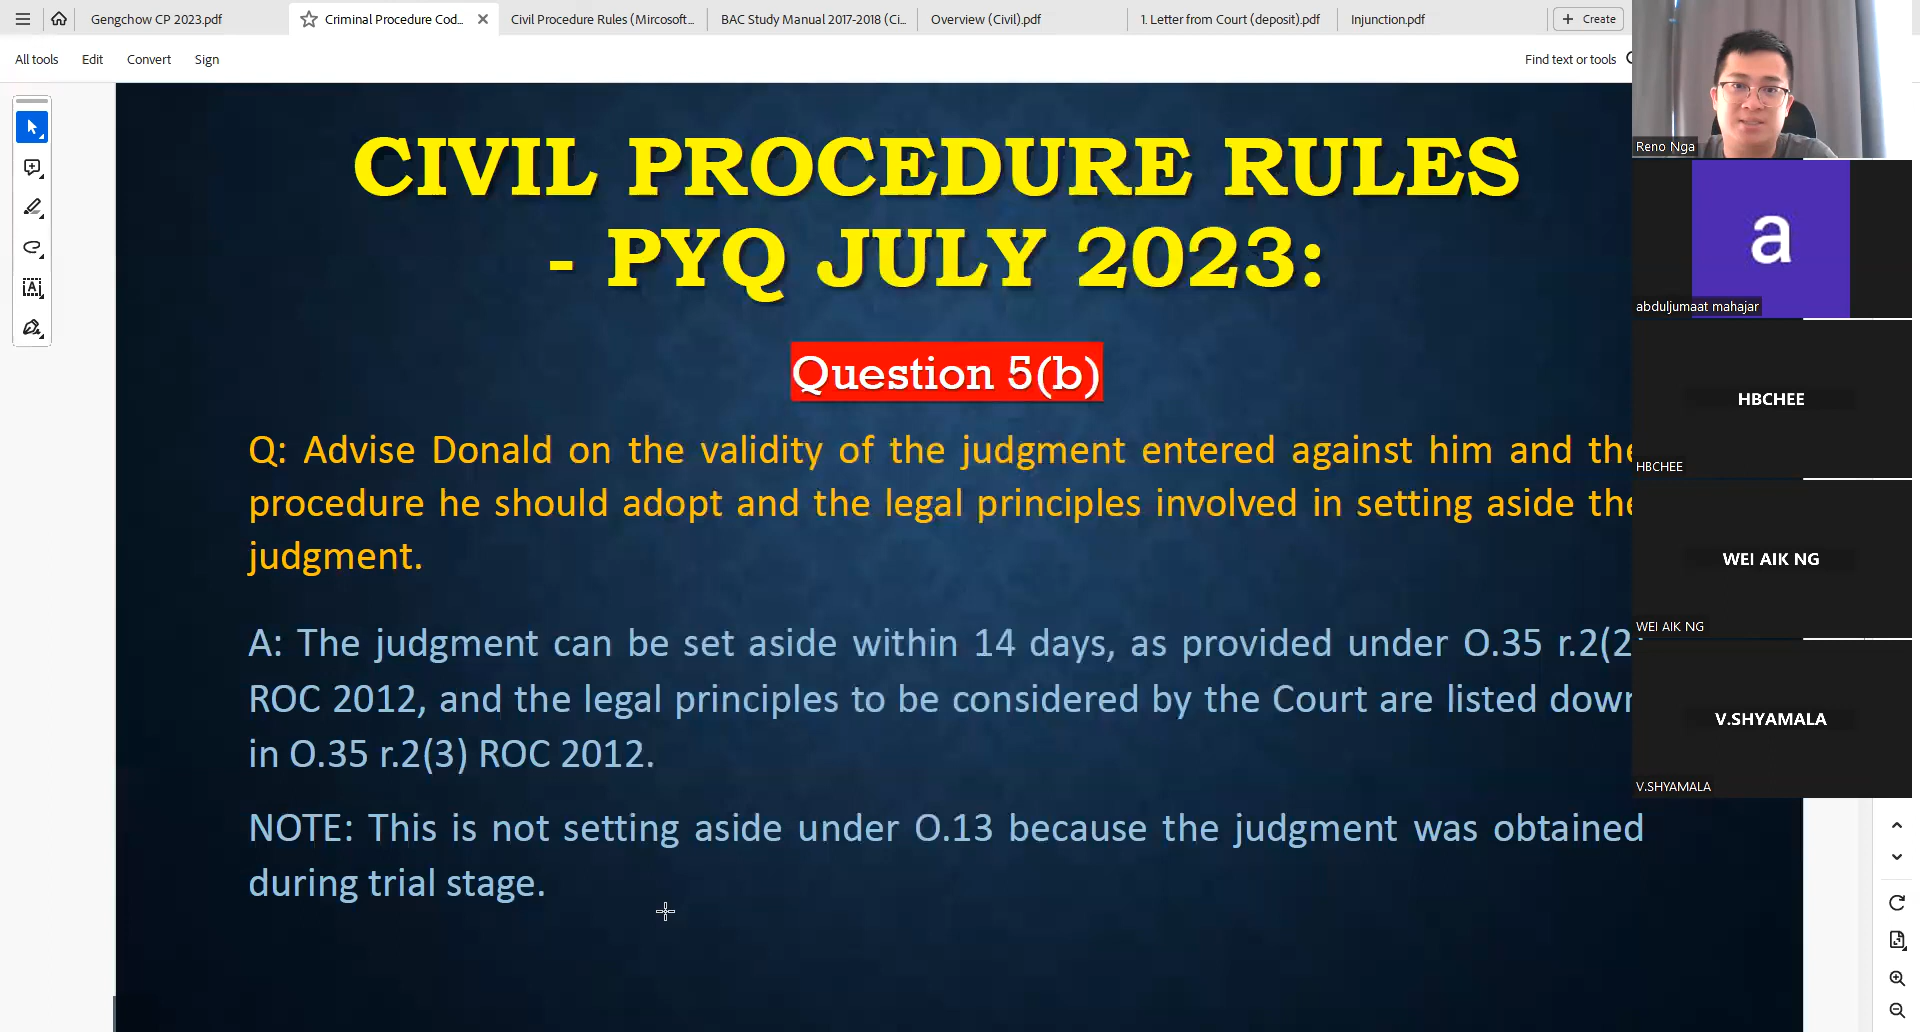 Gengchow CP 2023.pdf
Criminal Procedure Cod...
Civil Procedure Rules (Mircosoft...
BAC Study Manual 2017-2018 (Ci...
Overview (Civil).pdf
1. Letter from Court (deposit).pdf
Injunction.pdf
+ Create
All tools
Edit
Convert
Sign
Find text or tools
CIVIL PROCEDURE RULES
- PYQ JULY 2023:
Question 5(b)
Q: Advise Donald on the validity of the judgment entered against him and the
procedure he should adopt and the legal principles involved in setting aside the
judgment.
A: The judgment can be set aside within 14 days, as provided under O.35 r.2(2)
ROC 2012, and the legal principles to be considered by the Court are listed down
in O.35 r.2(3) ROC 2012.
NOTE: This is not setting aside under O.13 because the judgment was obtained
during trial stage.
Reno Nga
a
abduljumaat mahajar
HBCHEE
HBCHEE
WEI AIK NG
WEI AIK NG
V.SHYAMALA
V.SHYAMALA